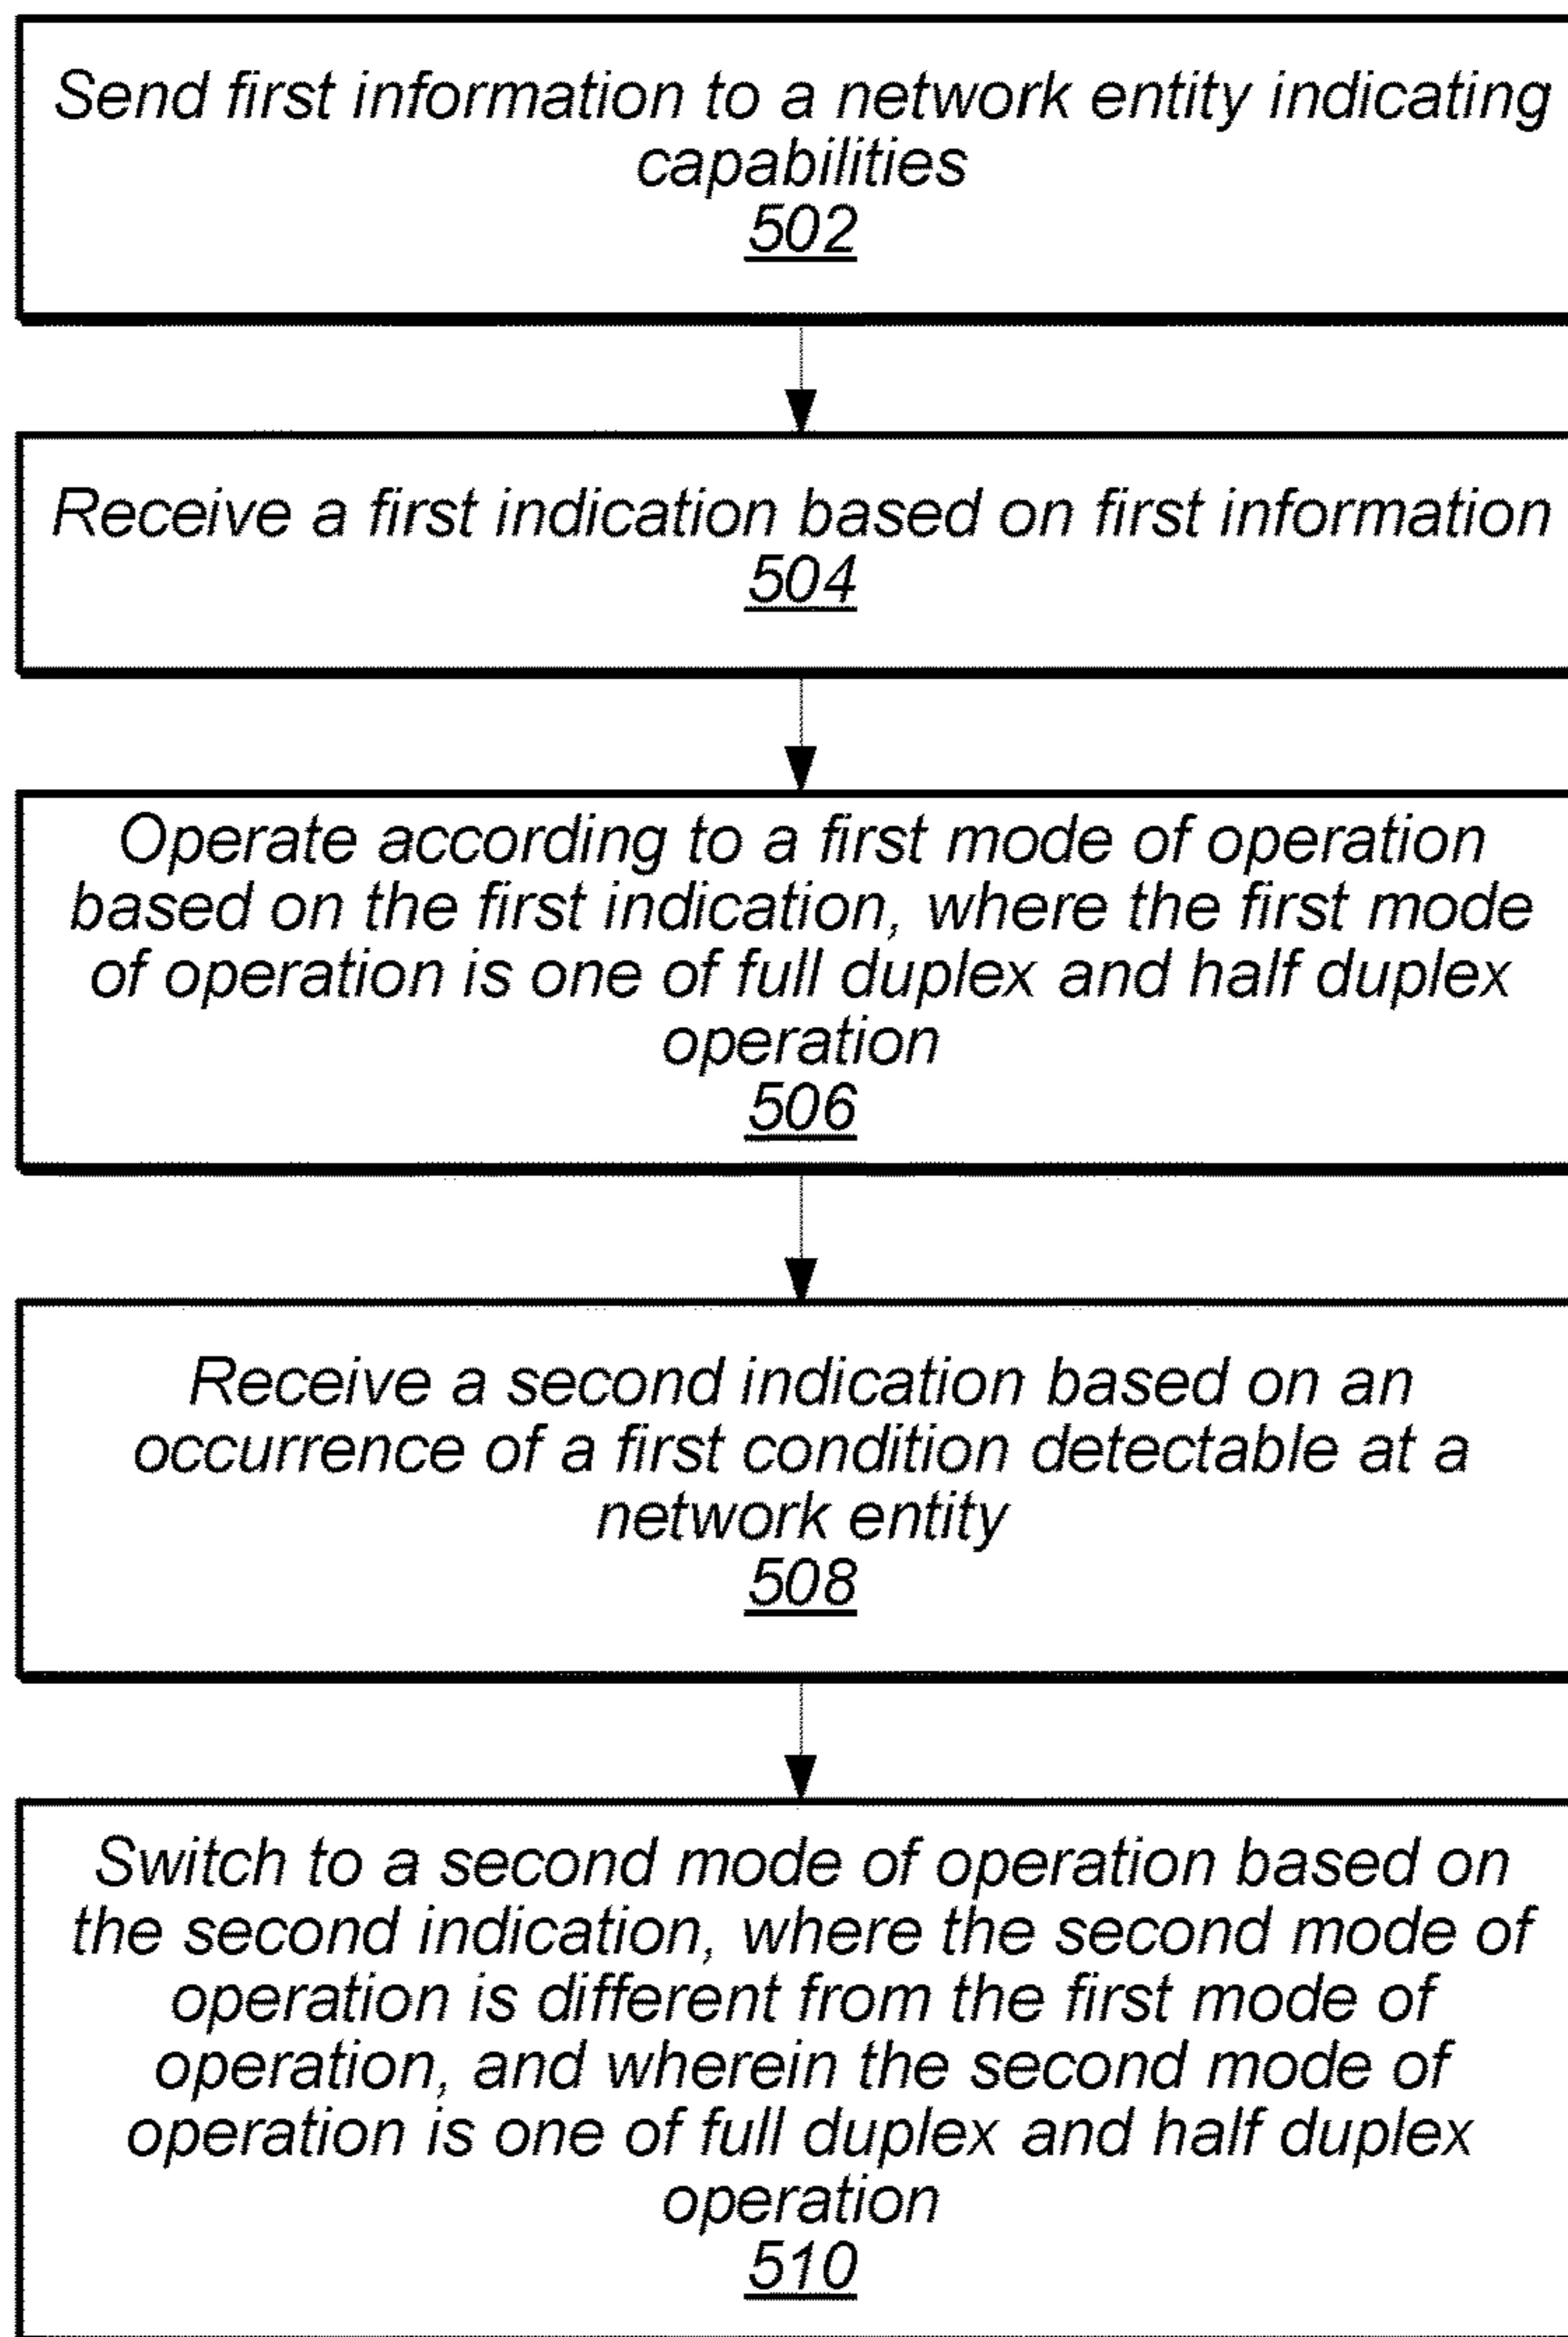 Send first information to a network entity indicating
capabilities
502
Receive a first indication based on first information
504
Operate according to a first mode of operation
based on the first indication, where the first mode
of operation is one of full duplex and half duplex
operation
506
Receive a second indication based on an
occurrence of a first condition detectable at a
network entity
508
Switch to a second mode of operation based on
the second indication, where the second mode of
operation is different from the first mode of
operation, and wherein the second mode of
operation is one of full duplex and half duplex
operation
510